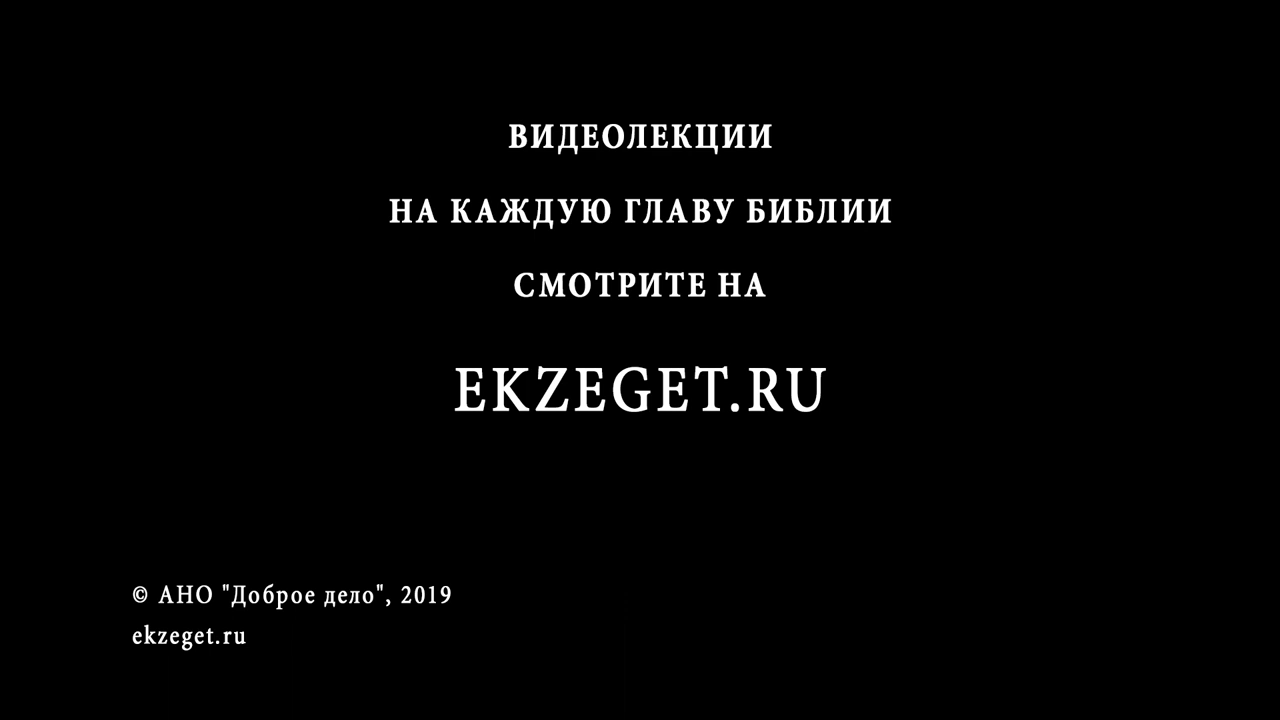 ВИДЕОЛЕКЦИИ
НА КАЖДУЮ ГЛАВУ БИБЛИИ
СМОТРИТЕ НА
EKZEGET.RU
© АНО "Доброе дело", 2019
ekzeget.ru